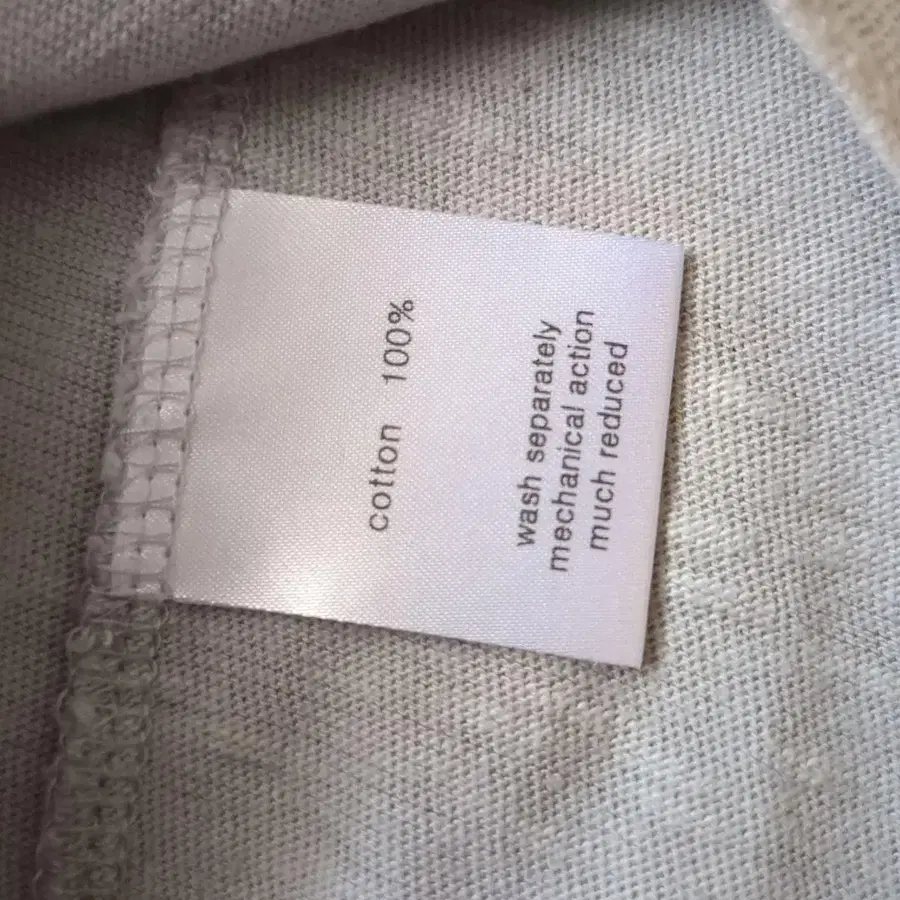 cotton 100%
wash separately
mechanical action
much reduced